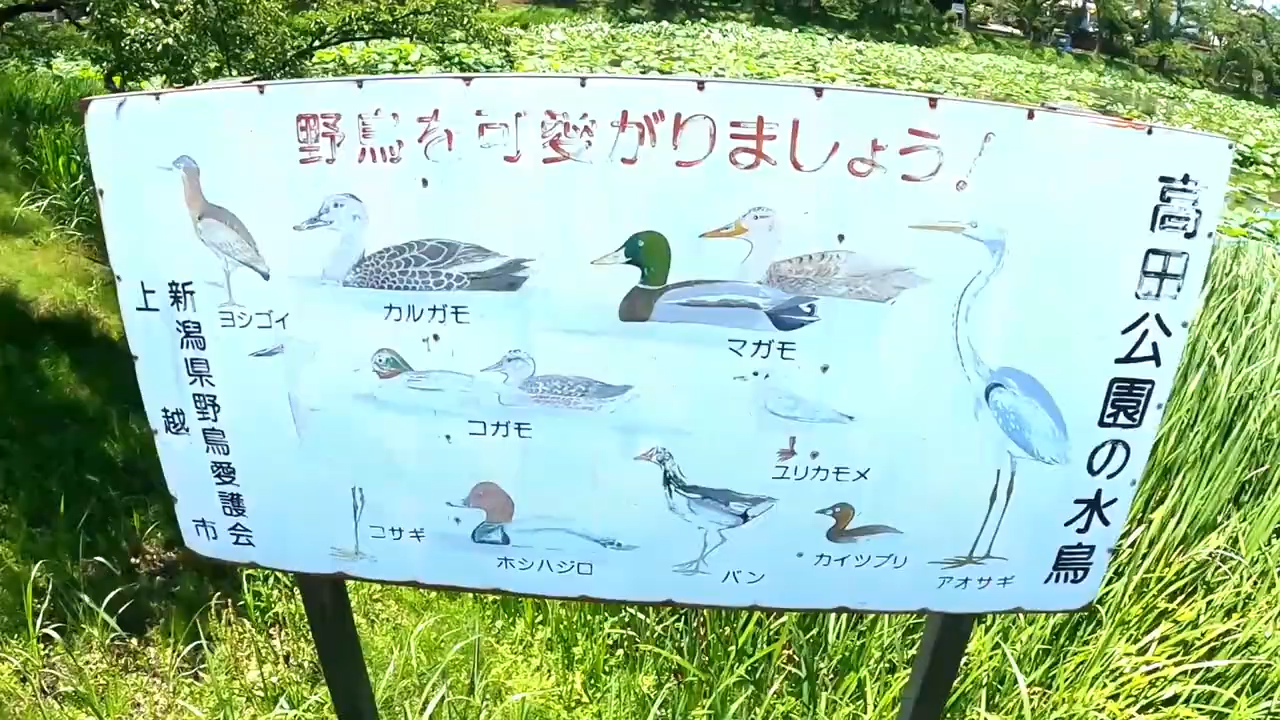 野鳥を可愛がりましょう!
高田公園の水鳥
ヨシゴイ
カルガモ
マガモ
コガモ
ユリカモメ
コサギ
ホシハジロ
バン
カイツブリ
アオサギ
新潟県野鳥愛護会
上越市